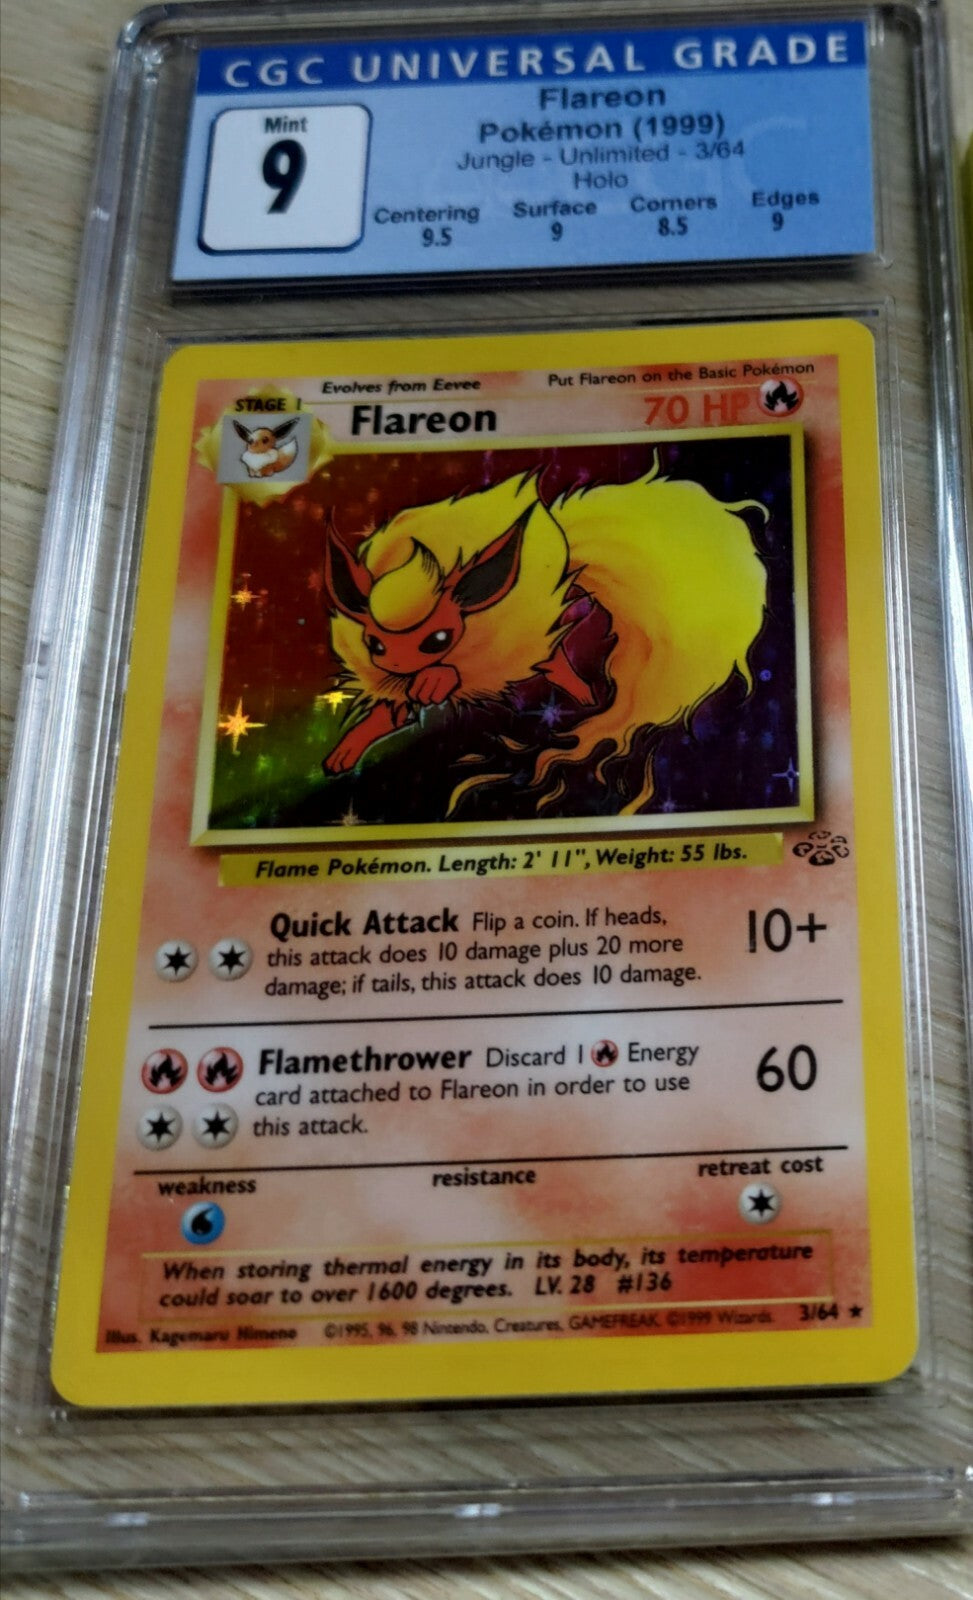 CGC UNIVERSAL GRADE
Mint
9
Flareon
Pokémon (1999)
Jungle - Unlimited - 3/64
Holo
Centering Surface Corners Edges
9.5 9 8.5 9
Evolves from Eevee Put Flareon on the Basic Pokémon
STAGE 1 Flareon 70 HP
Flame Pokémon. Length: 2' 11", Weight: 55 lbs.
Quick Attack Flip a coin. If heads,
this attack does 10 damage plus 20 more
damage; if tails, this attack does 10 damage.
10+
Flamethrower Discard 1 Energy
card attached to Flareon in order to use
this attack.
60
weakness resistance retreat cost
When storing thermal energy in its body, its temperature
could soar to over 1600 degrees. LV. 28 #136
Illus. Kagemaru Himeno ©1995, 96, 98 Nintendo, Creatures, GAMEFREAK. ©1999 Wizards. 3/64 ★